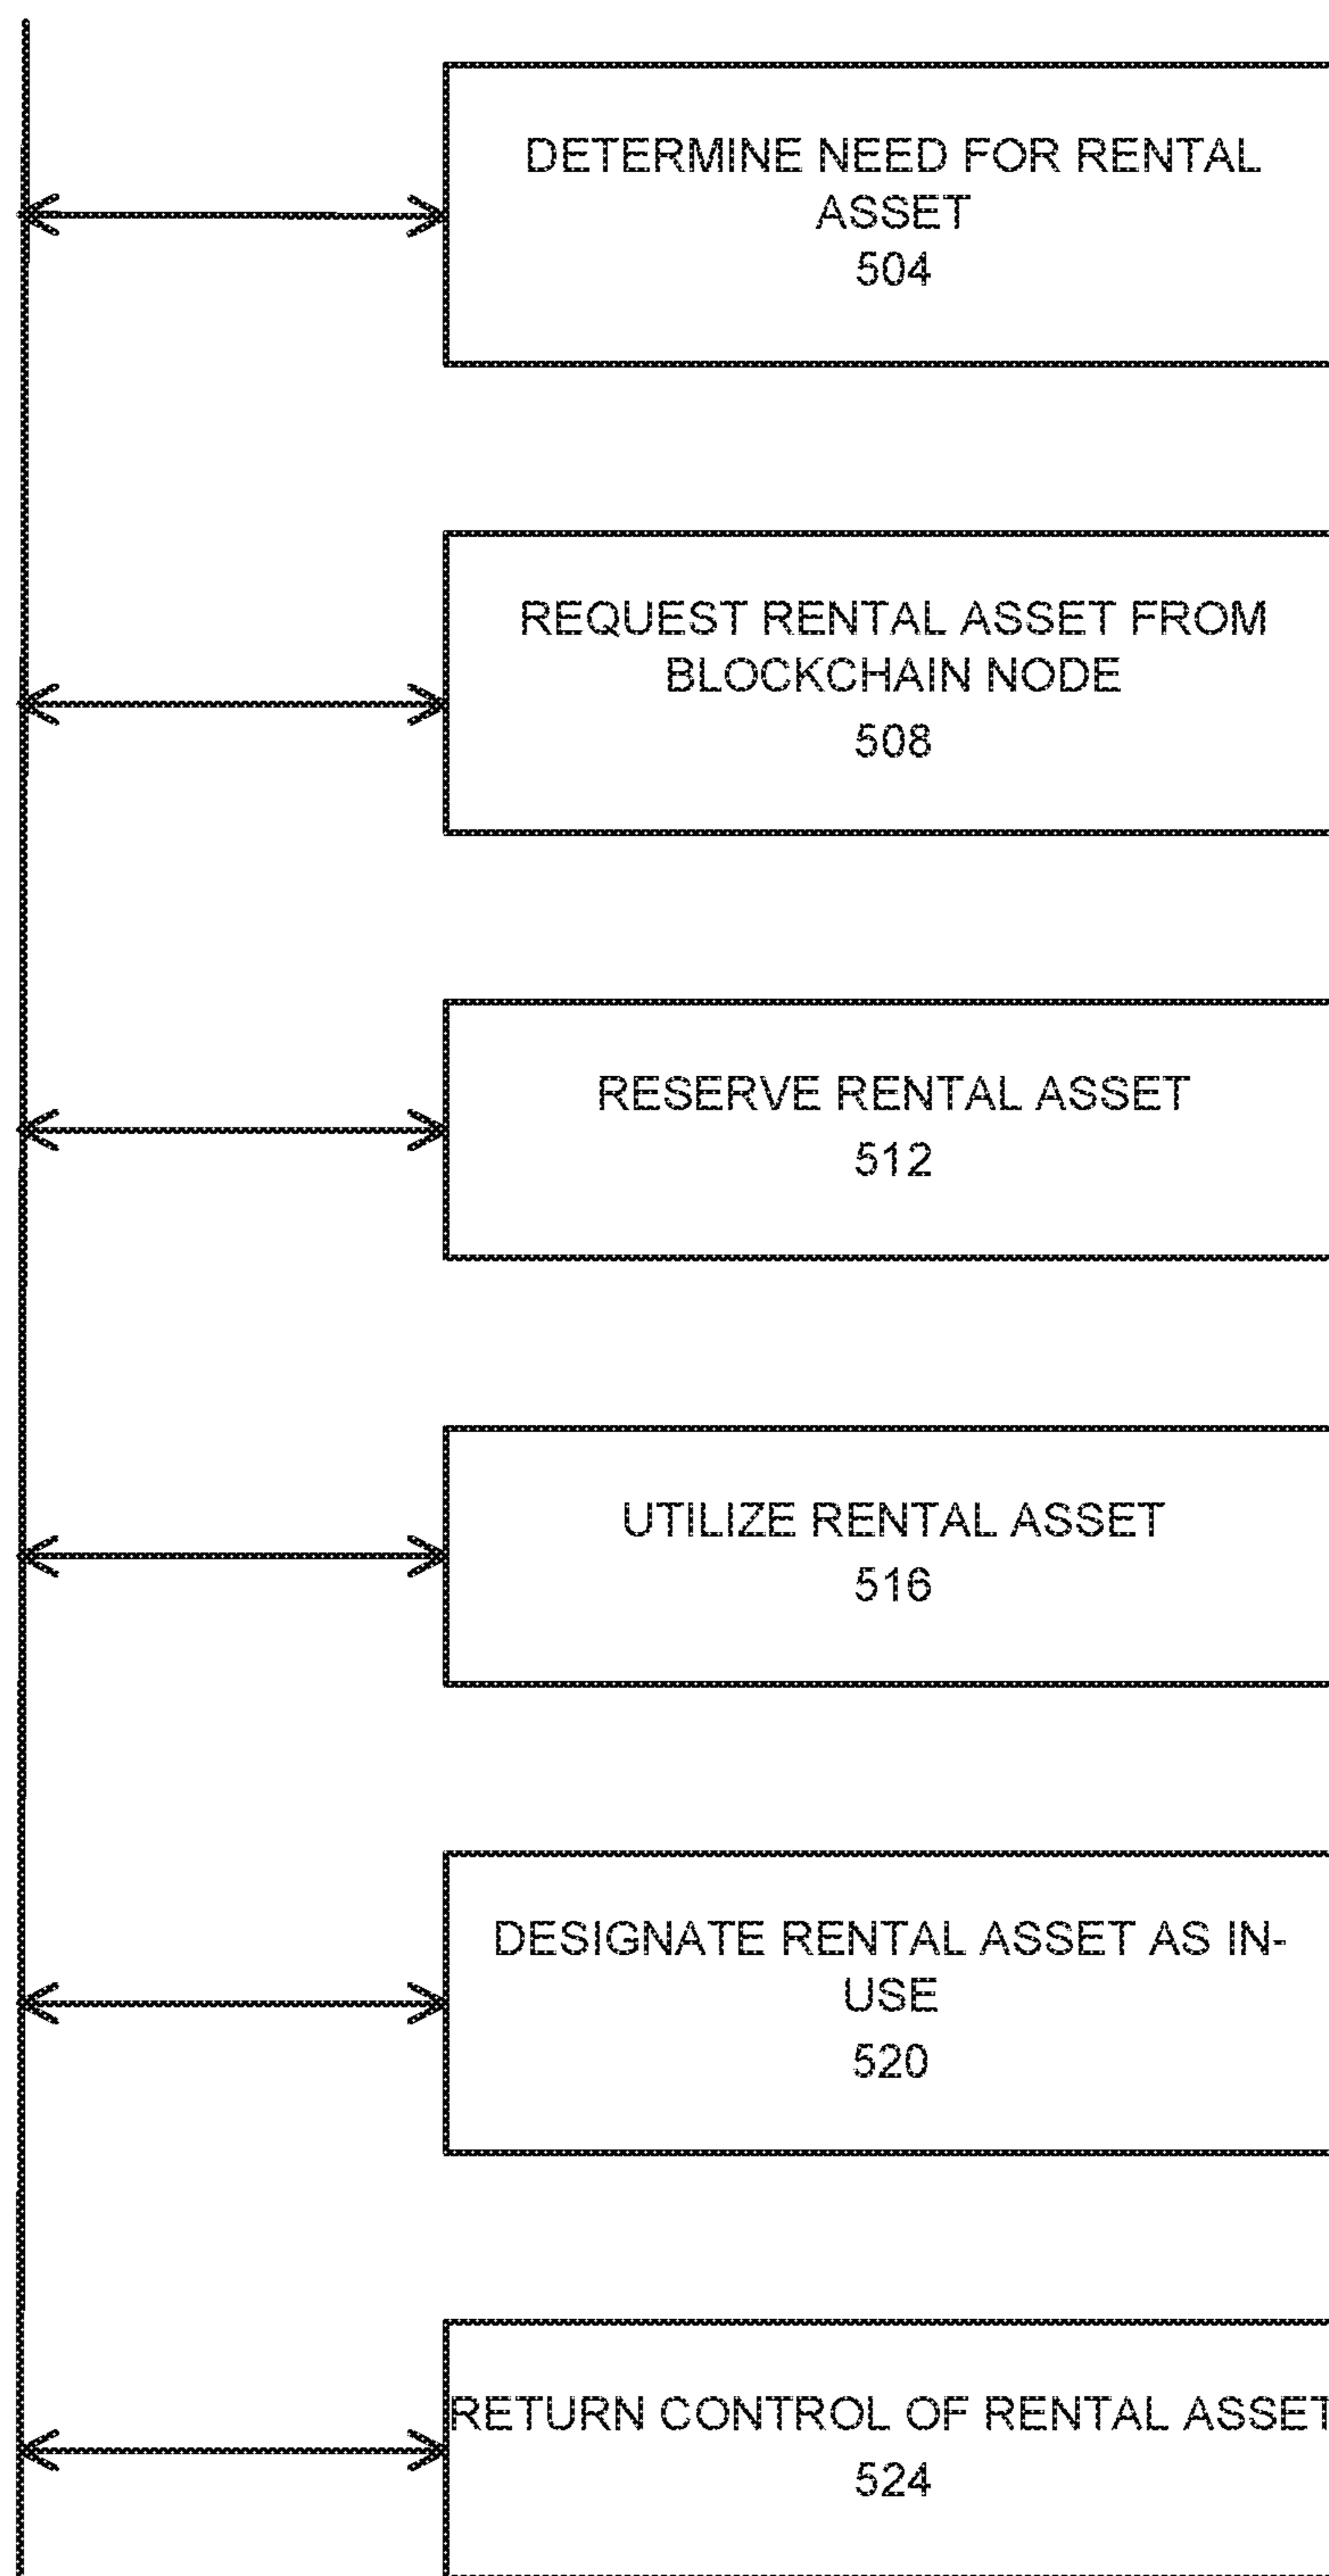 DETERMINE NEED FOR RENTAL
ASSET
504
REQUEST RENTAL ASSET FROM
BLOCKCHAIN NODE
508
RESERVE RENTAL ASSET
512
UTILIZE RENTAL ASSET
516
DESIGNATE RENTAL ASSET AS IN-
USE
520
RETURN CONTROL OF RENTAL ASSET
524